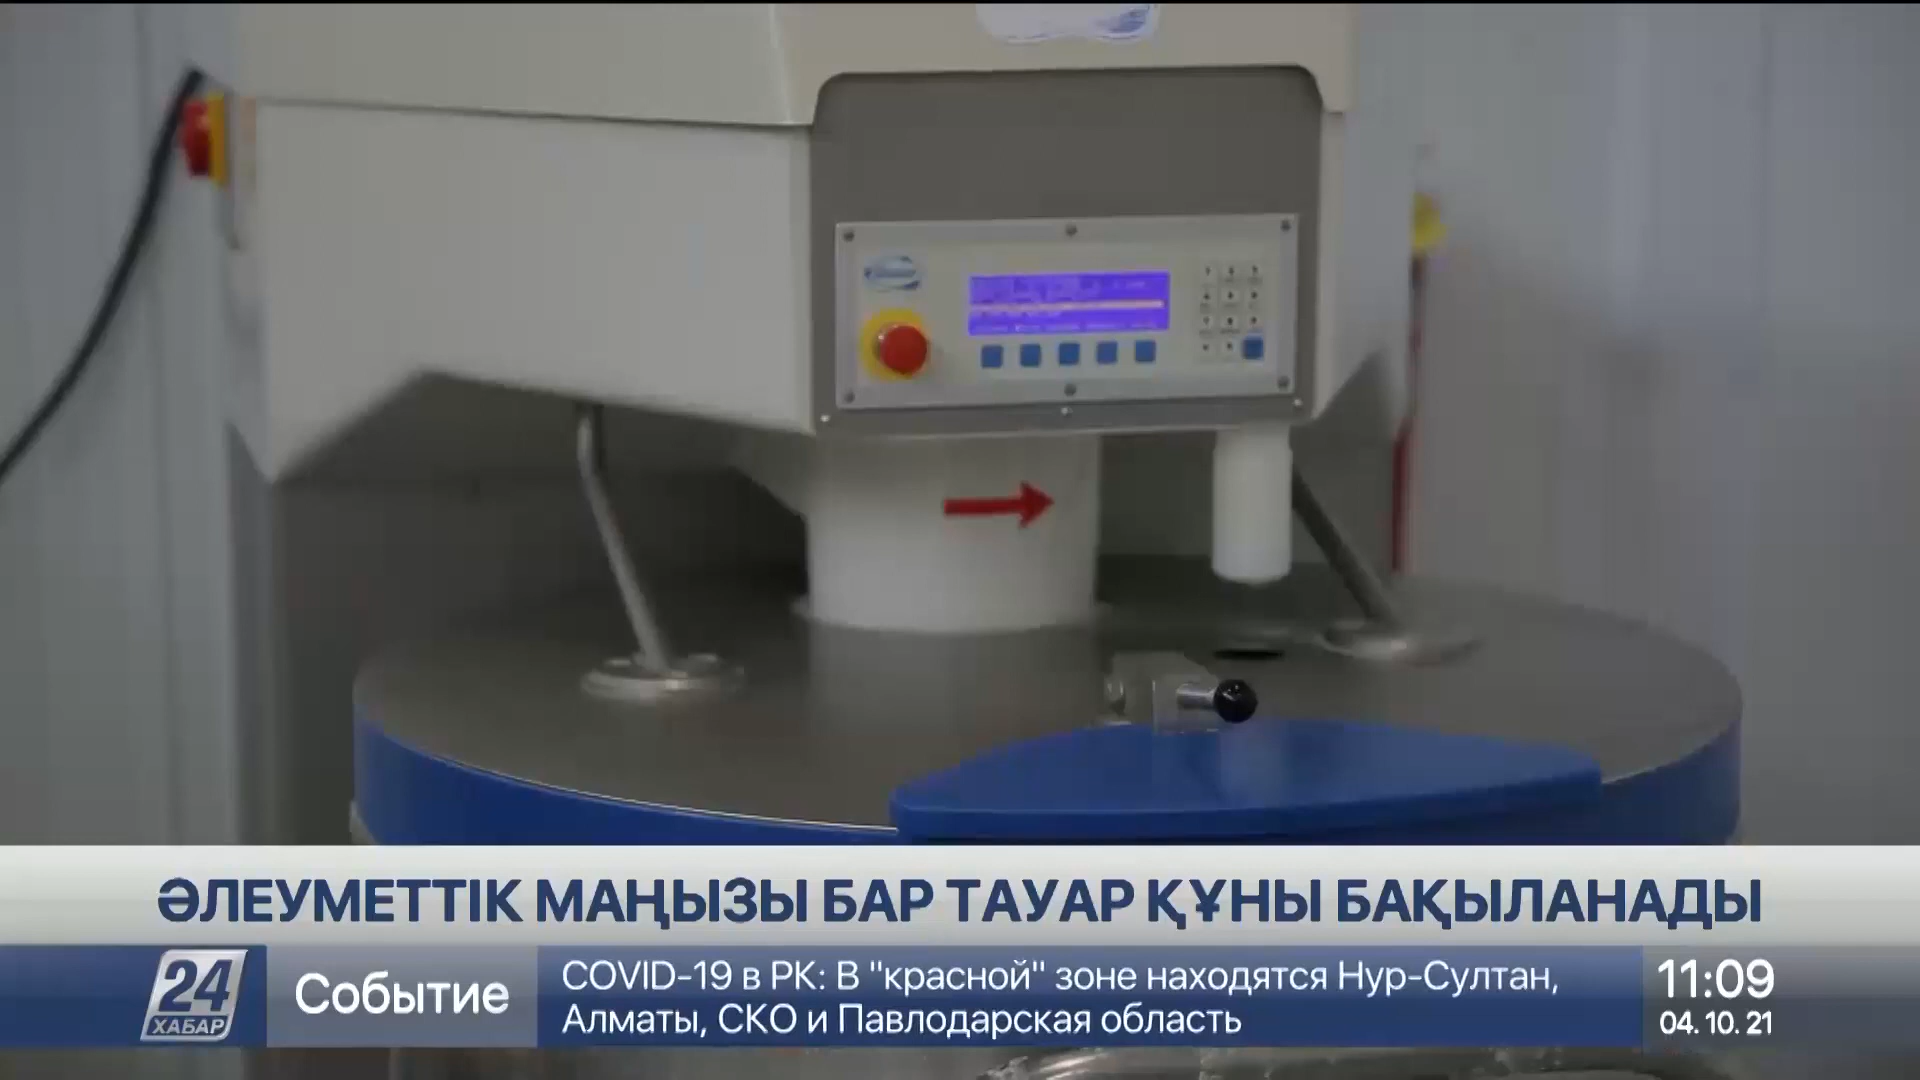 ӘЛЕУМЕТТІК МАҢЫЗЫ БАР ТАУАР ҚҰНЫ БАҚЫЛАНАДЫ
24
ХАБАР
Событие
COVID-19 в РК: В "красной" зоне находятся Нур-Султан,
Алматы, СКО и Павлодарская область
11:09
04. 10. 21